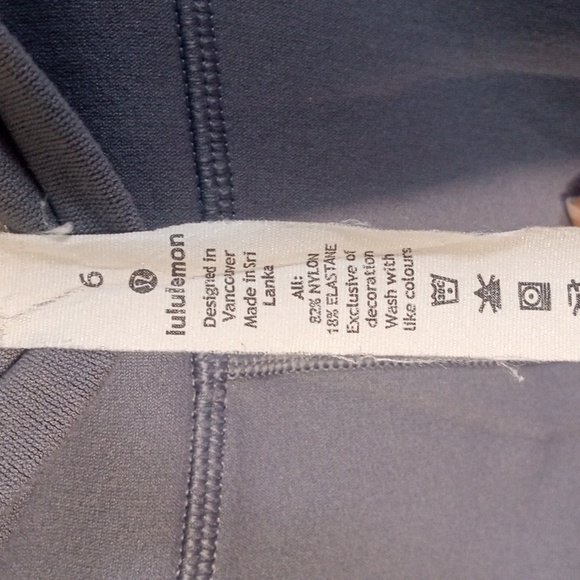 6
lululemon
Designed in
Vancouver
Made in Sri
Lanka
All:
82% NYLON
18% ELASTANE
Exclusive of
decoration
Wash with
like colours
30C